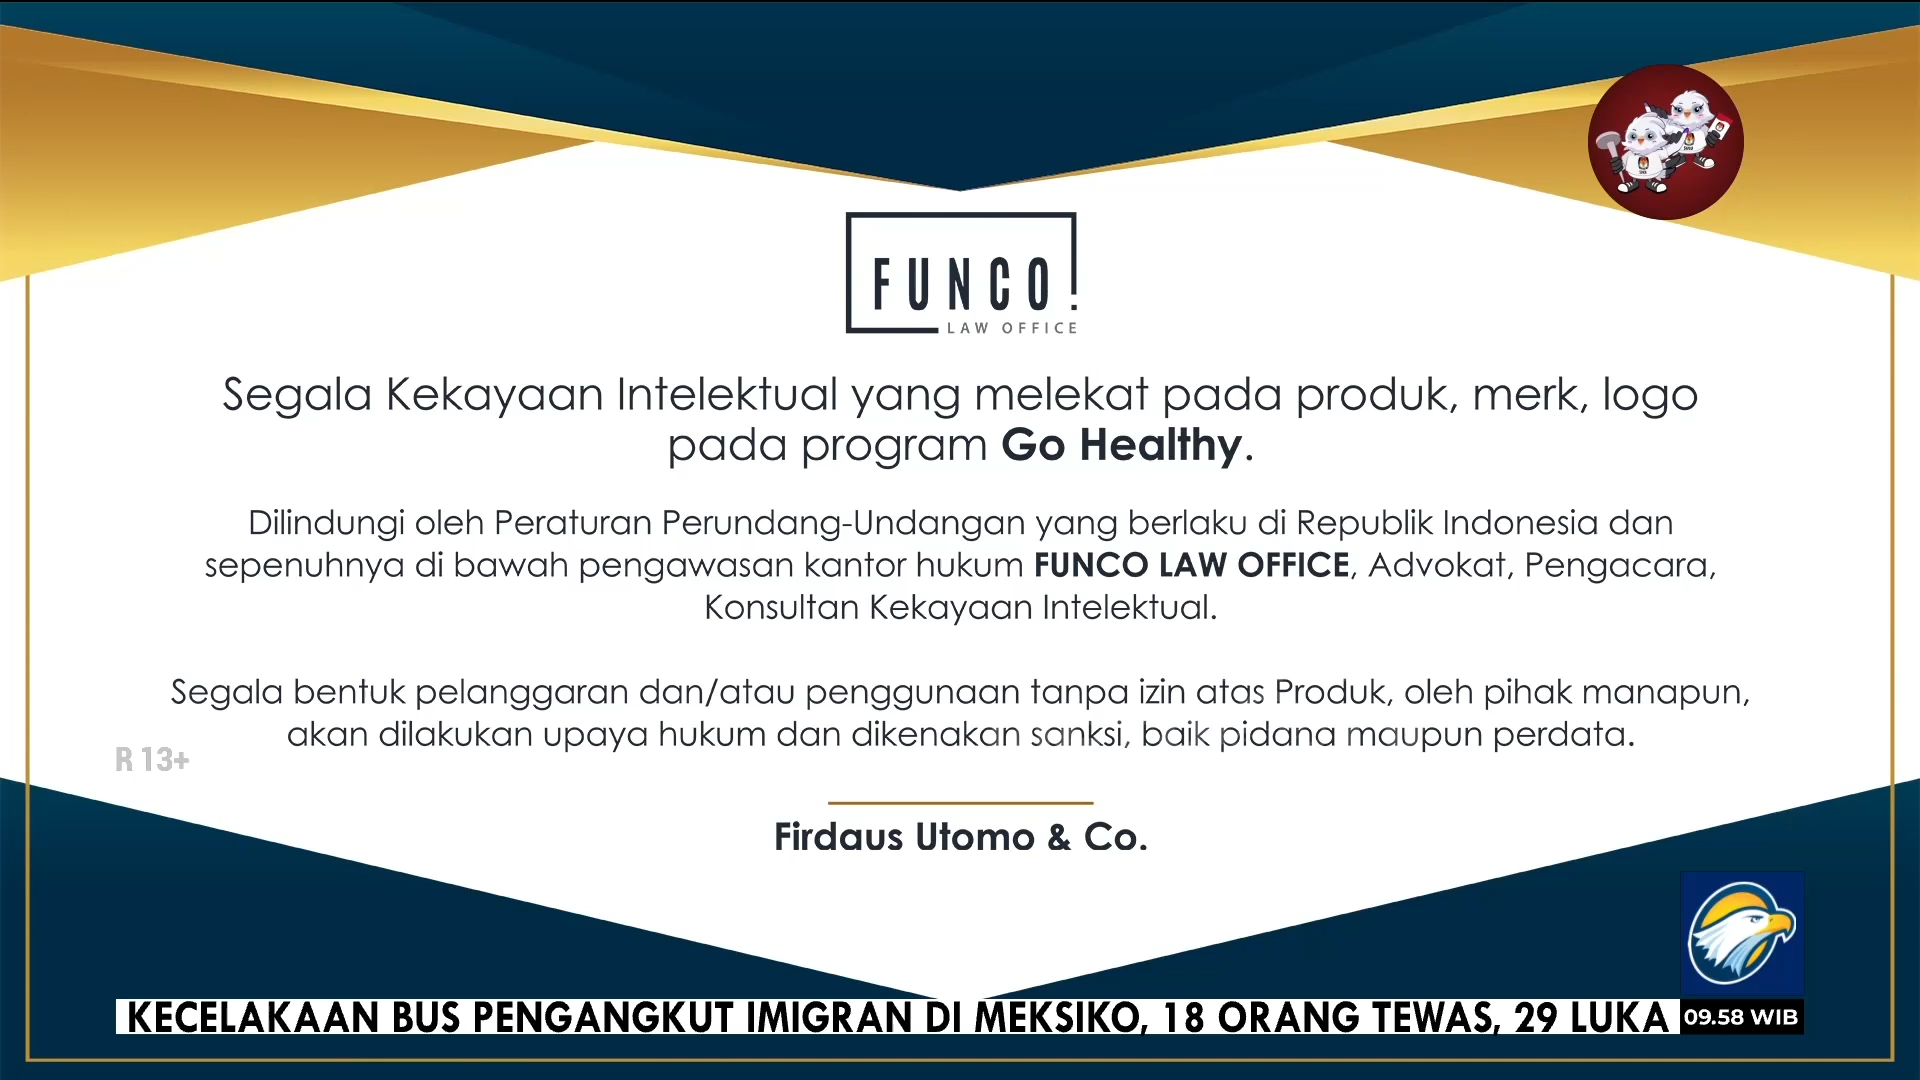 FUNCO
LAW OFFICE
Segala Kekayaan Intelektual yang melekat pada produk, merk, logo
pada program Go Healthy.
Dilindungi oleh Peraturan Perundang-Undangan yang berlaku di Republik Indonesia dan
sepenuhnya di bawah pengawasan kantor hukum FUNCO LAW OFFICE, Advokat, Pengacara,
Konsultan Kekayaan Intelektual.
Segala bentuk pelanggaran dan/atau penggunaan tanpa izin atas Produk, oleh pihak manapun,
akan dilakukan upaya hukum dan dikenakan sanksi, baik pidana maupun perdata.
R 13+
Firdaus Utomo & Co.
KECELAKAAN BUS PENGANGKUT IMIGRAN DI MEKSIKO, 18 ORANG TEWAS, 29 LUKA
09.58 WIB